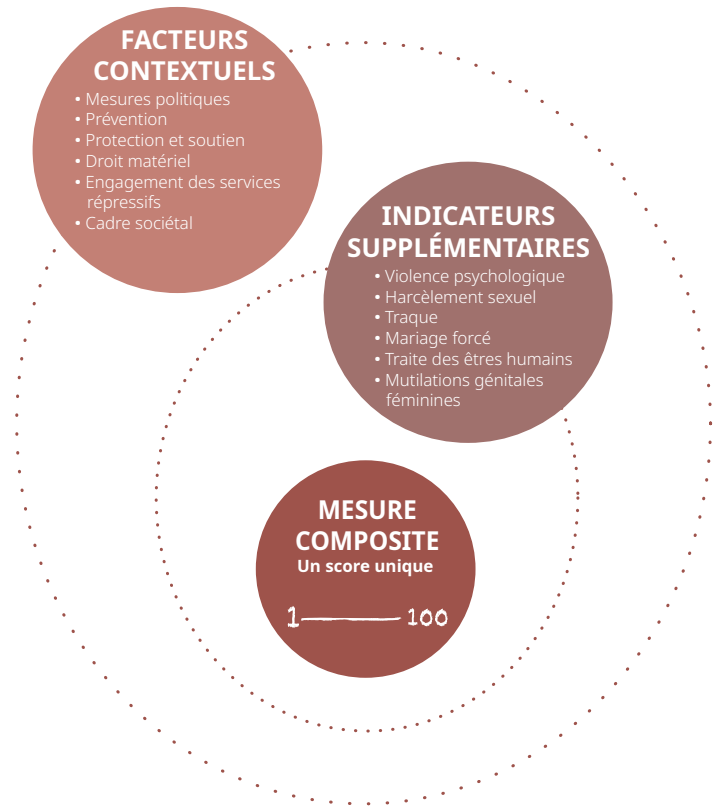 FACTEURS
CONTEXTUELS
• Mesures politiques
• Prévention
• Protection et soutien
• Droit matériel
• Engagement des services
répressifs
• Cadre sociétal
INDICATEURS
SUPPLÉMENTAIRES
• Violence psychologique
• Harcèlement sexuel
• Traque
• Mariage forcé
• Traite des êtres humains
• Mutilations génitales
féminines
MESURE
COMPOSITE
Un score unique
1 100